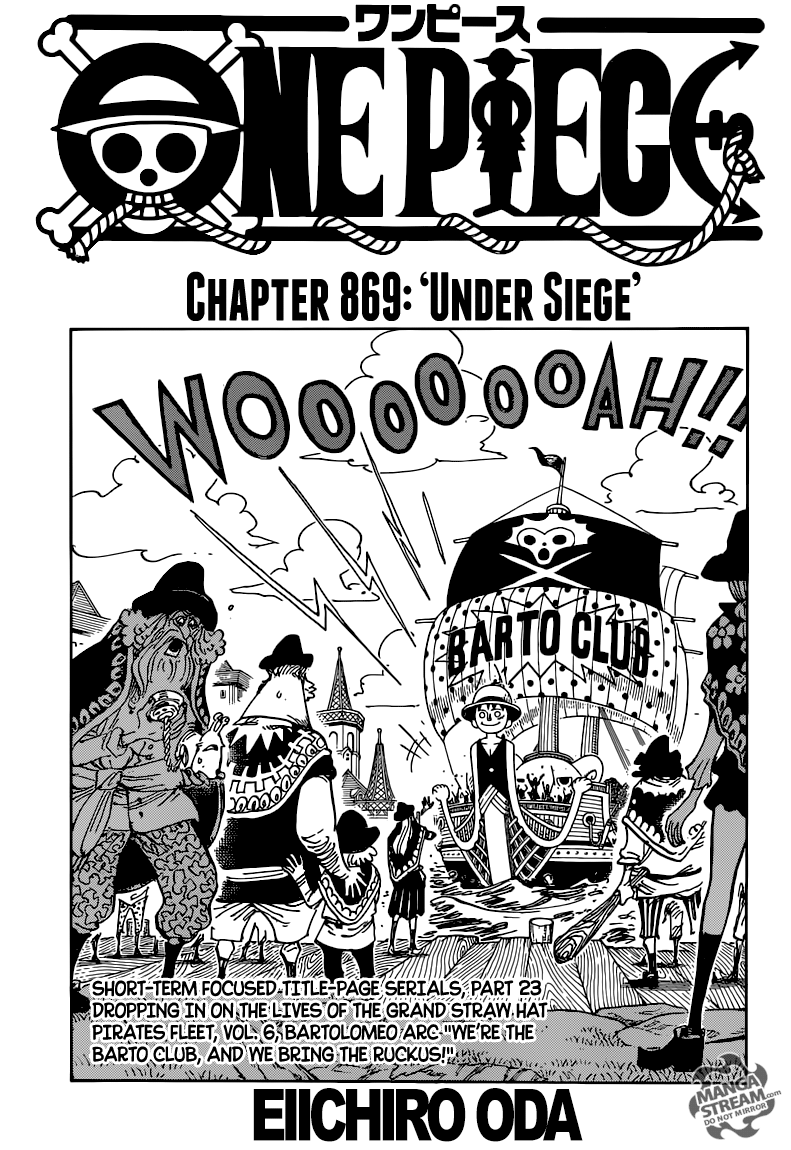 ワンピース
ONE PIECE
CHAPTER 869: ‘UNDER SIEGE’
WOOOOOOOAH!!
BARTO CLUB
SHORT-TERM FOCUSED TITLE-PAGE SERIALS, PART 23
DROPPING IN ON THE LIVES OF THE GRAND STRAW HAT
PIRATES FLEET, VOL. 6, BARTOLOMEO ARC "WE'RE THE
BARTO CLUB, AND WE BRING THE RUCKUS!"
EIICHIRO ODA
MANGA
STREAM.com
DO NOT MIRROR